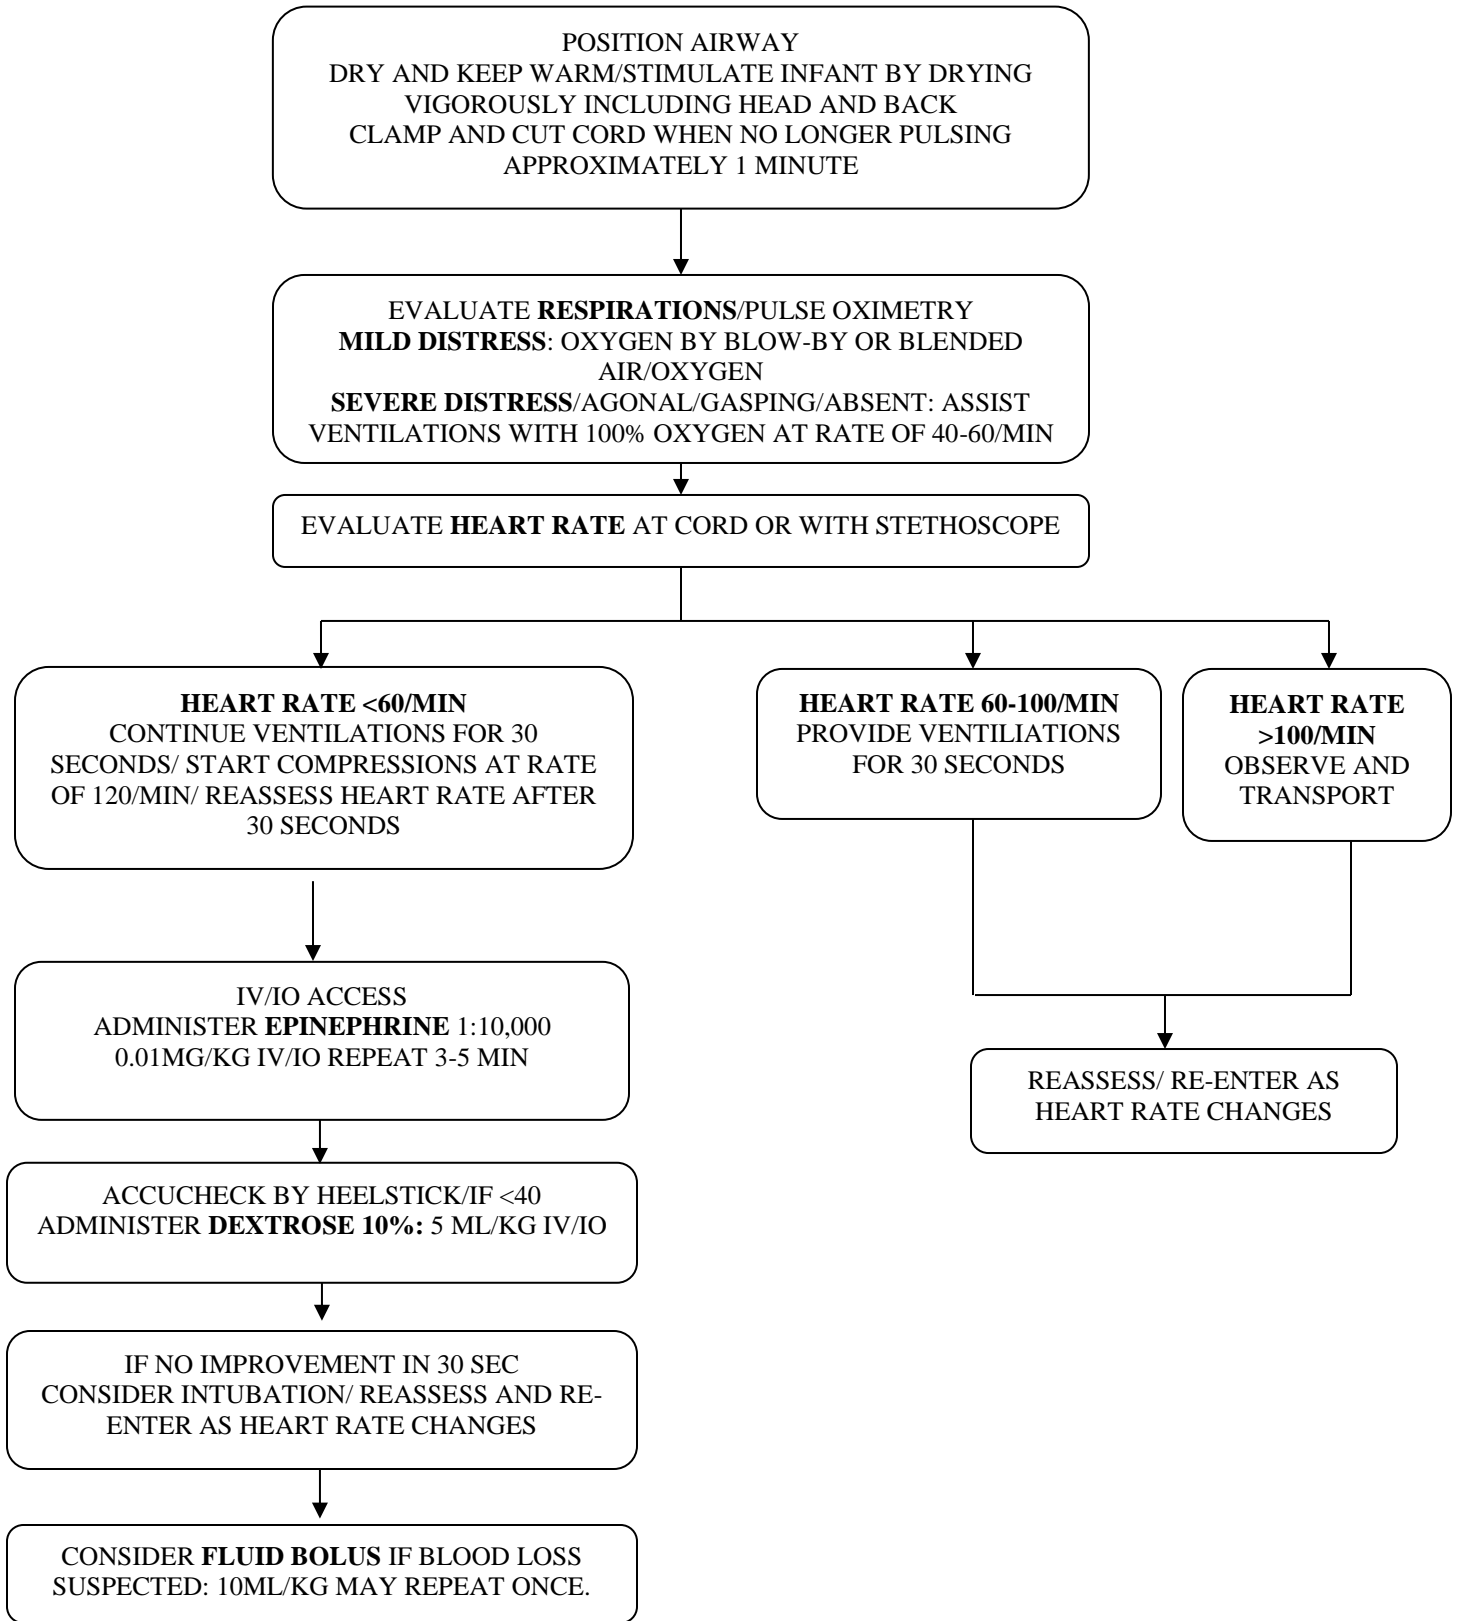 POSITION AIRWAY
DRY AND KEEP WARM/STIMULATE INFANT BY DRYING
VIGOROUSLY INCLUDING HEAD AND BACK
CLAMP AND CUT CORD WHEN NO LONGER PULSING
APPROXIMATELY 1 MINUTE
EVALUATE RESPIRATIONS/PULSE OXIMETRY
MILD DISTRESS: OXYGEN BY BLOW-BY OR BLENDED
AIR/OXYGEN
SEVERE DISTRESS/AGONAL/GASPING/ABSENT: ASSIST
VENTILATIONS WITH 100% OXYGEN AT RATE OF 40-60/MIN
EVALUATE HEART RATE AT CORD OR WITH STETHOSCOPE
HEART RATE <60/MIN
CONTINUE VENTILATIONS FOR 30
SECONDS/ START COMPRESSIONS AT RATE
OF 120/MIN/ REASSESS HEART RATE AFTER
30 SECONDS
HEART RATE 60-100/MIN
PROVIDE VENTILIATIONS
FOR 30 SECONDS
HEART RATE
>100/MIN
OBSERVE AND
TRANSPORT
IV/IO ACCESS
ADMINISTER EPINEPHRINE 1:10,000
0.01MG/KG IV/IO REPEAT 3-5 MIN
REASSESS/ RE-ENTER AS
HEART RATE CHANGES
ACCUCHECK BY HEELSTICK/IF <40
ADMINISTER DEXTROSE 10%: 5 ML/KG IV/IO
IF NO IMPROVEMENT IN 30 SEC
CONSIDER INTUBATION/ REASSESS AND RE-
ENTER AS HEART RATE CHANGES
CONSIDER FLUID BOLUS IF BLOOD LOSS
SUSPECTED: 10ML/KG MAY REPEAT ONCE.